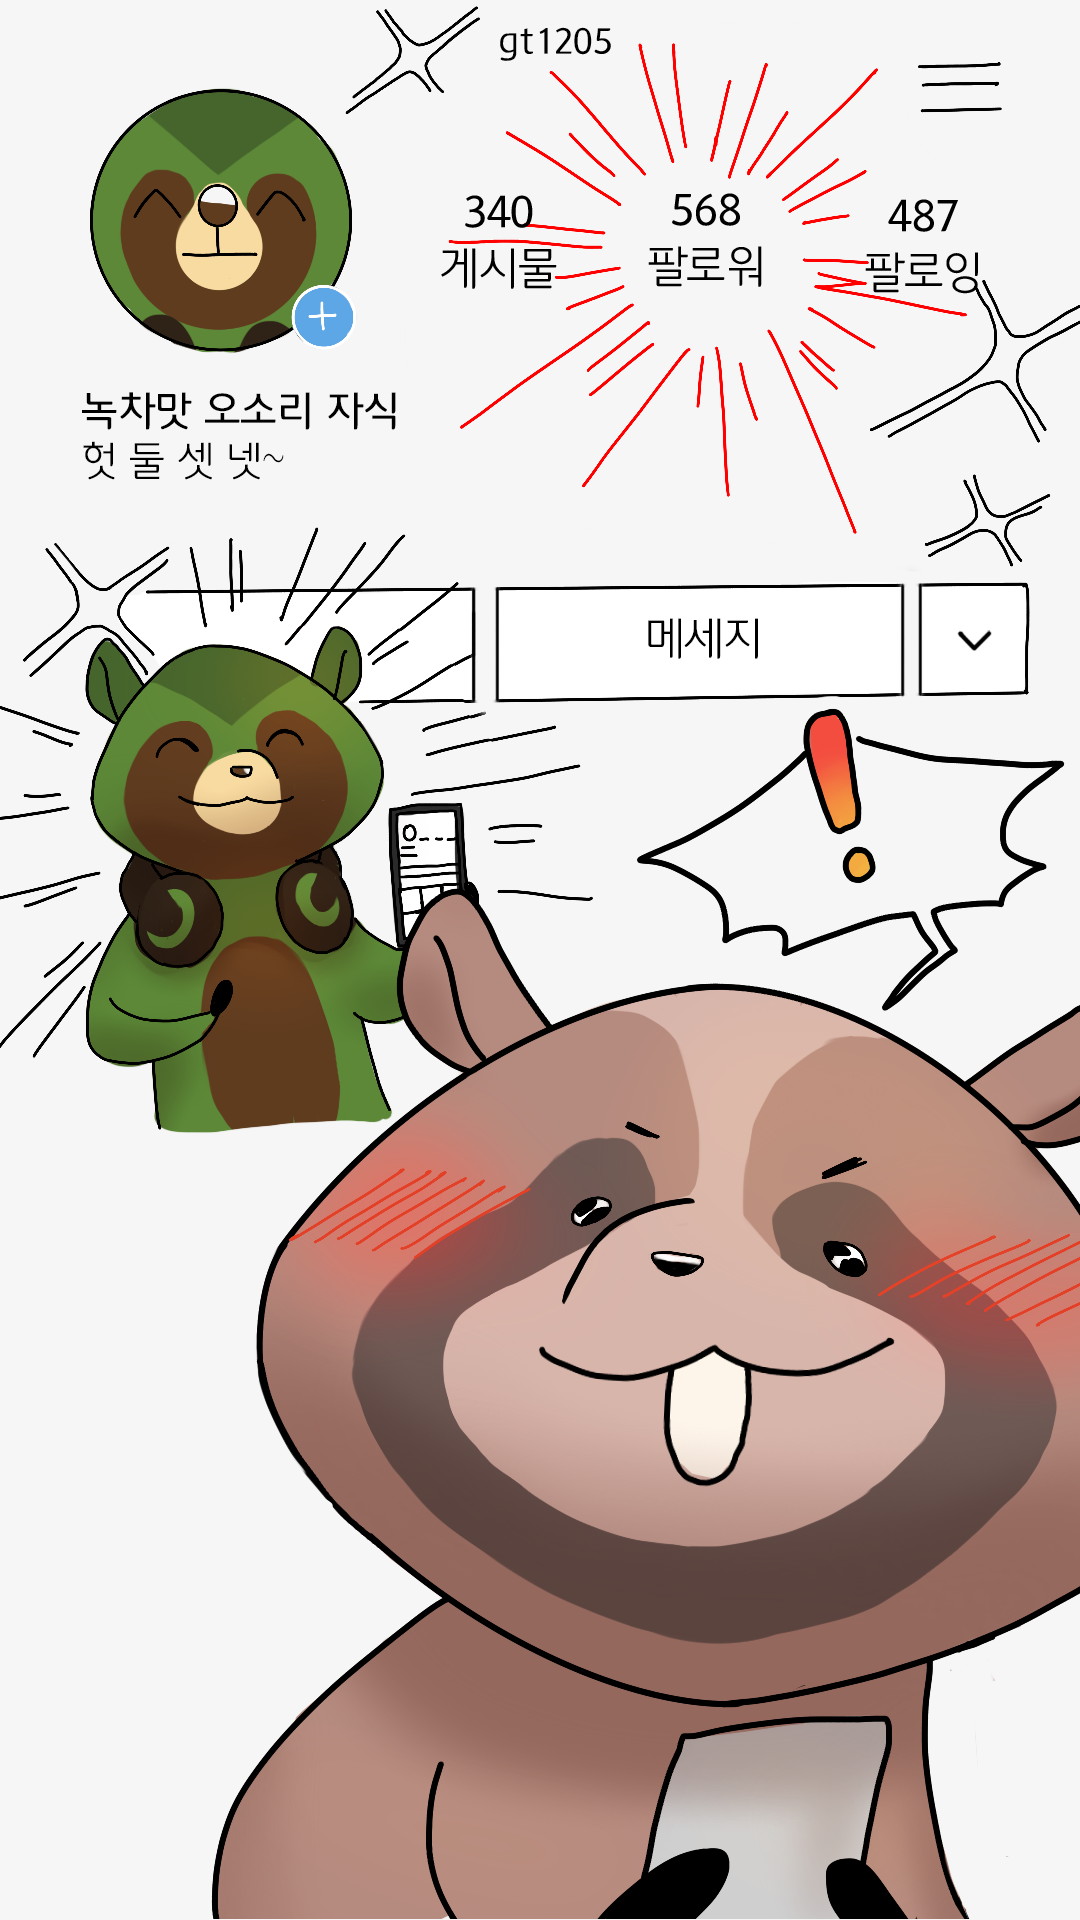 gt1205
340 568 487
게시물 팔로워 팔로잉
녹차맛 오소리 자식
헛 둘 셋 넷~
메세지
!